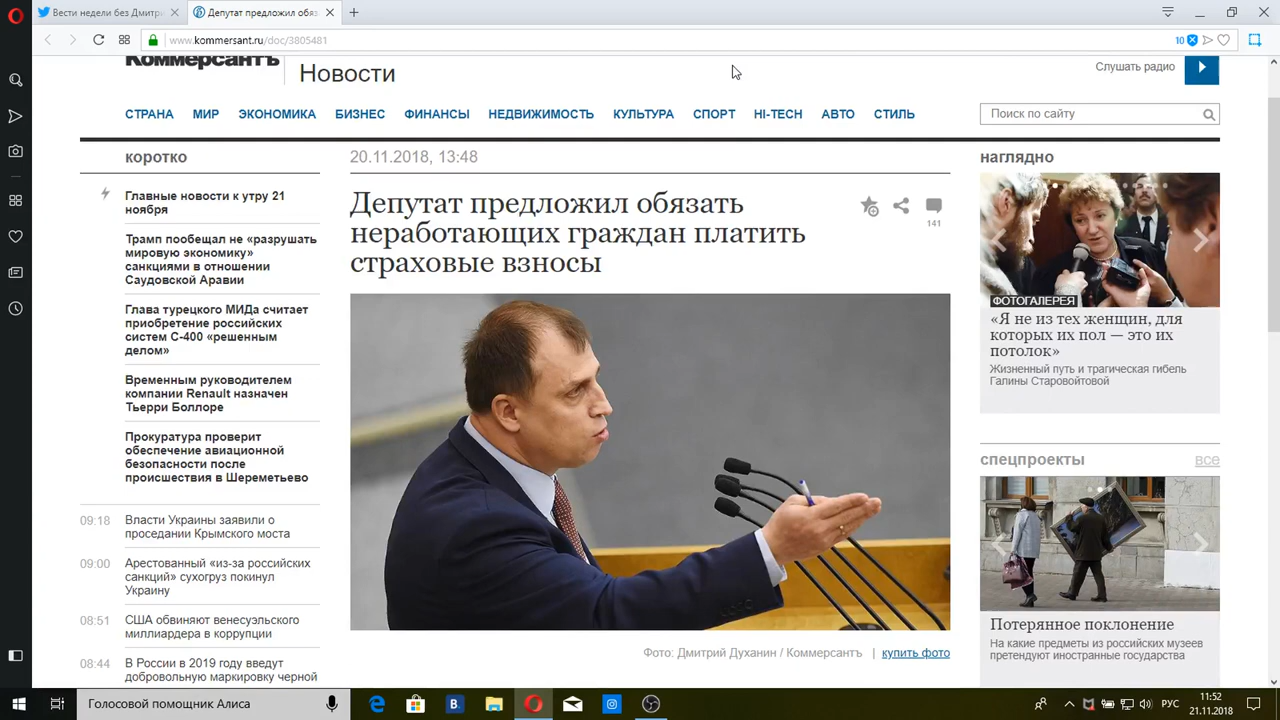 Вести недели без Дмитри
Депутат предложил обяз
www.kommersant.ru/doc/3805481
10
Коммерсантъ
Новости
Слушать радио
СТРАНА МИР ЭКОНОМИКА БИЗНЕС ФИНАНСЫ НЕДВИЖИМОСТЬ КУЛЬТУРА СПОРТ HI-TECH АВТО СТИЛЬ
Поиск по сайту
коротко
Главные новости к утру 21
ноября
Трамп пообещал не «разрушать
мировую экономику»
санкциями в отношении
Саудовской Аравии
Глава турецкого МИДа считает
приобретение российских
систем С-400 «решенным
делом»
Временным руководителем
компании Renault назначен
Тьерри Боллоре
Прокуратура проверит
обеспечение авиационной
безопасности после
происшествия в Шереметьево
09:18 Власти Украины заявили о
проседании Крымского моста
09:00 Арестованный «из-за российских
санкций» сухогруз покинул
Украину
08:51 США обвиняют венесуэльского
миллиардера в коррупции
08:44 В России в 2019 году введут
добровольную маркировку черной
20.11.2018, 13:48
Депутат предложил обязать
неработающих граждан платить
страховые взносы
141
Фото: Дмитрий Духанин / Коммерсантъ | купить фото
наглядно
ФОТОГАЛЕРЕЯ
«Я не из тех женщин, для
которых их пол — это их
потолок»
Жизненный путь и трагическая гибель
Галины Старовойтовой
спецпроекты все
Потерянное поклонение
На какие предметы из российских музеев
претендуют иностранные государства
Голосовой помощник Алиса
B.
РУС
11:52
21.11.2018